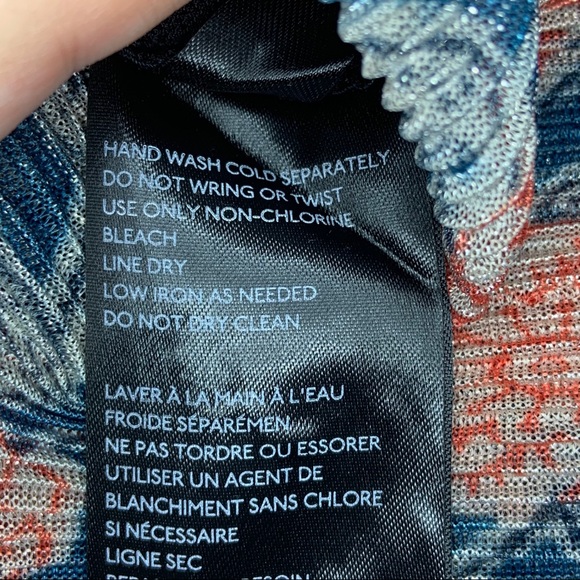 HAND WASH COLD SEPARATELY
DO NOT WRING OR TWIST
USE ONLY NON-CHLORINE
BLEACH
LINE DRY
LOW IRON AS NEEDED
DO NOT DRY CLEAN
LAVER À LA MAIN À L'EAU
FROIDE SÉPARÉMEN
NE PAS TORDRE OU ESSORER
UTILISER UN AGENT DE
BLANCHIMENT SANS CHLORE
SI NÉCESSAIRE
LIGNE SEC